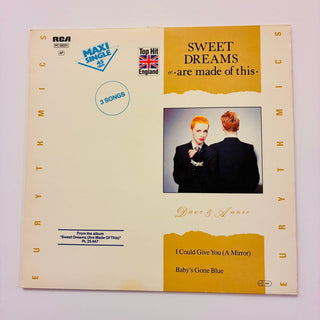 RCA
MAXI
SINGLE
45
Top Hit
England
SWEET
DREAMS
«are made of this»
3 SONGS
EURYTHMICS
EURYTHMICS
Dave & Annie
From the album
"Sweet Dreams (Are Made Of This)"
PL 25 447
I Could Give You (A Mirror)
Baby's Gone Blue